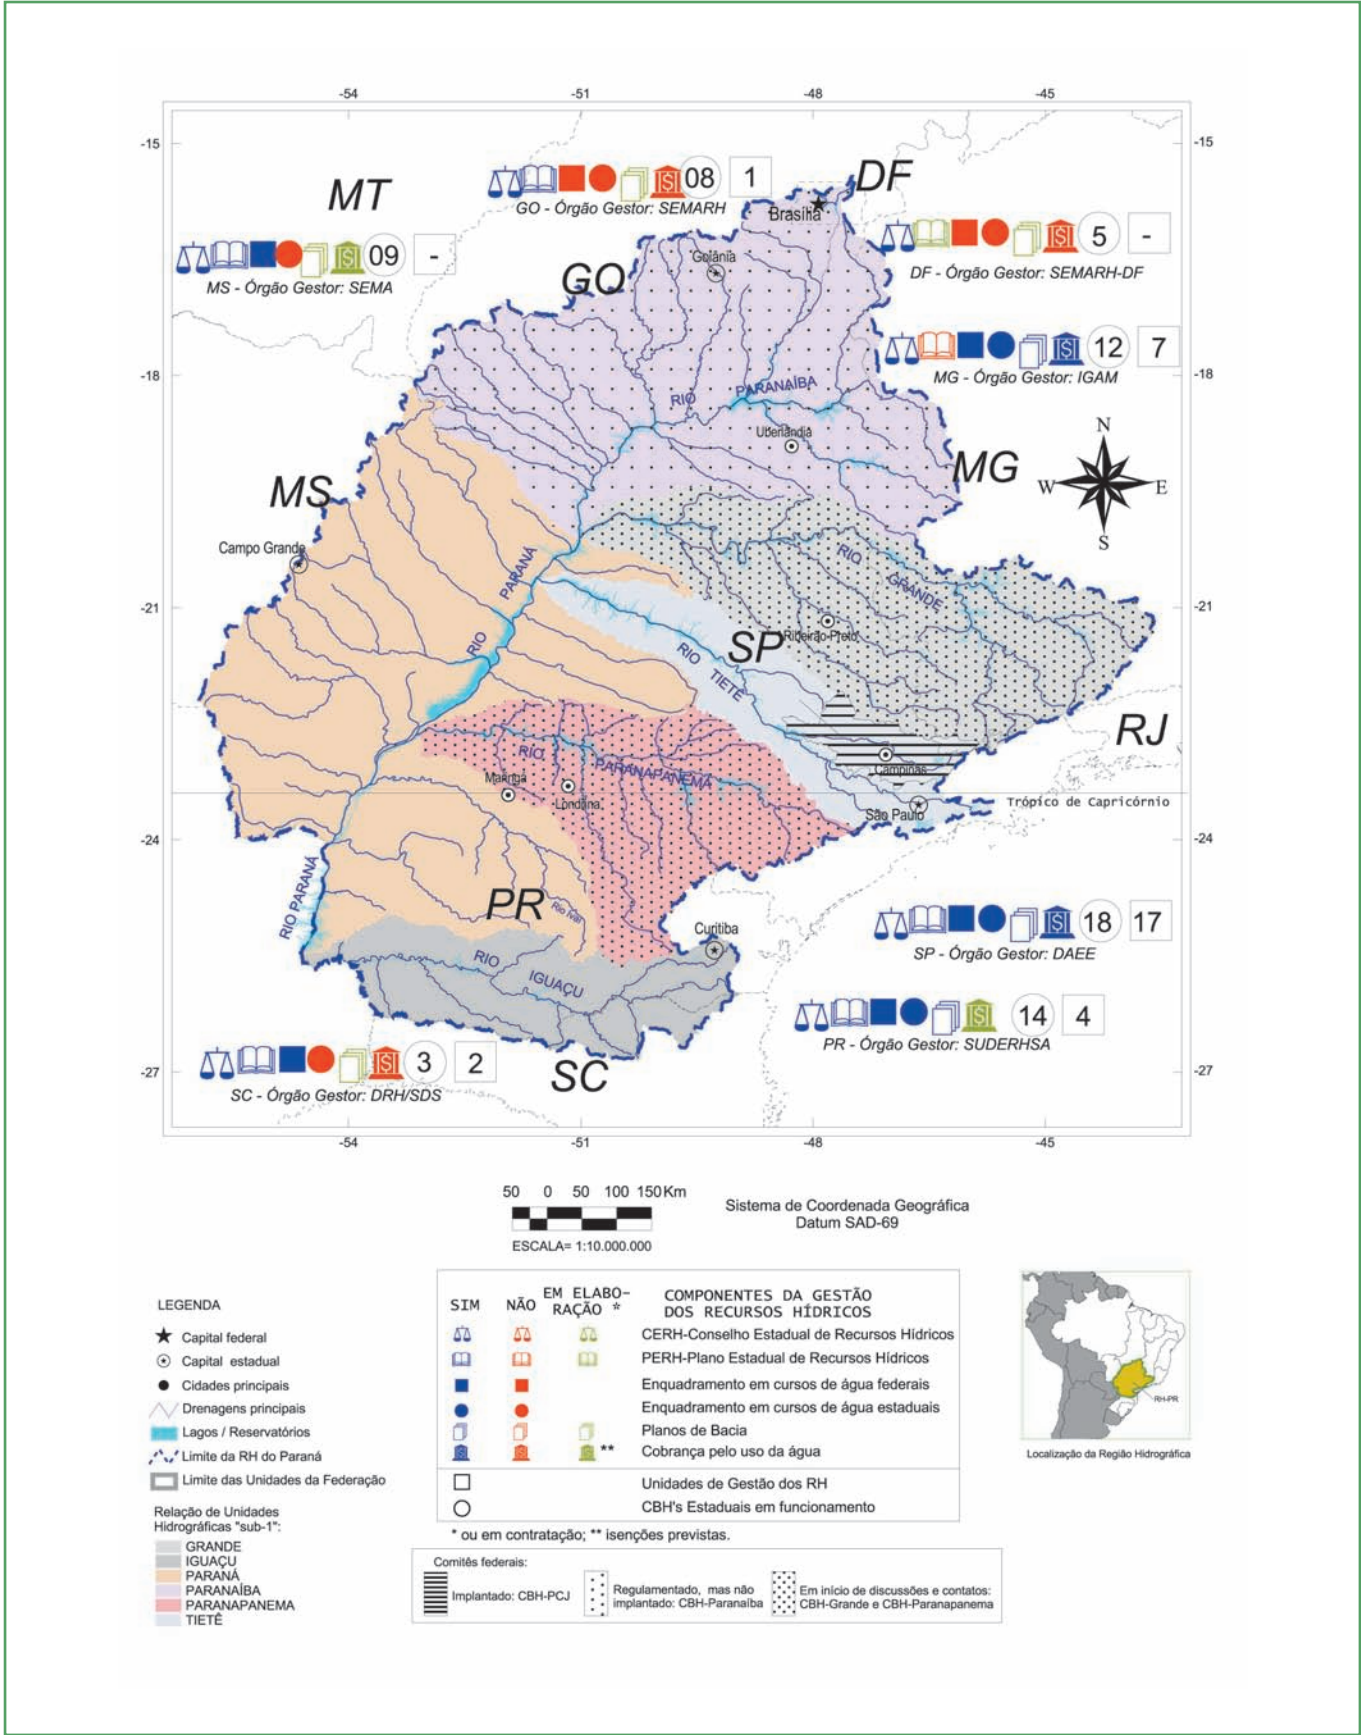 -54
-51
-48
-45
-15
-15
MT
08
1
GO - Órgão Gestor: SEMARH
DF
Brasília
09
-
MS - Órgão Gestor: SEMA
5
-
DF - Órgão Gestor: SEMARH-DF
GO
Goiânia
12
7
MG - Órgão Gestor: IGAM
-18
-18
RIO PARANAÍBA
Uberlândia
MG
N
W
E
S
MS
Campo Grande
RIO PARANÁ
RIO GRANDE
-21
-21
SP
Ribeirão Preto
RIO TIETÊ
RJ
RIO PARANAPANEMA
Campinas
Maringá
Londrina
Trópico de Capricórnio
São Paulo
-24
-24
RIO PARANÁ
PR
Rio Ivaí
Curitiba
18
17
SP - Órgão Gestor: DAEE
RIO IGUAÇU
14
4
PR - Órgão Gestor: SUDERHSA
3
2
SC - Órgão Gestor: DRH/SDS
SC
-27
-27
-54
-51
-48
-45
50 0 50 100 150 Km
ESCALA= 1:10.000.000
Sistema de Coordenada Geográfica
Datum SAD-69
LEGENDA
Capital federal
Capital estadual
Cidades principais
Drenagens principais
Lagos / Reservatórios
Limite da RH do Paraná
Limite das Unidades da Federação
Relação de Unidades
Hidrográficas "sub-1":
GRANDE
IGUAÇU
PARANÁ
PARANAÍBA
PARANAPANEMA
TIETÊ
SIM
NÃO
EM ELABO-
RAÇÃO *
COMPONENTES DA GESTÃO
DOS RECURSOS HÍDRICOS
CERH-Conselho Estadual de Recursos Hídricos
PERH-Plano Estadual de Recursos Hídricos
Enquadramento em cursos de água federais
Enquadramento em cursos de água estaduais
Planos de Bacia
** Cobrança pelo uso da água
Unidades de Gestão dos RH
CBH's Estaduais em funcionamento
* ou em contratação; ** isenções previstas.
Comitês federais:
Implantado: CBH-PCJ
Regulamentado, mas não
implantado: CBH-Paranaíba
Em início de discussões e contatos:
CBH-Grande e CBH-Paranapanema
RH-PR
Localização da Região Hidrográfica